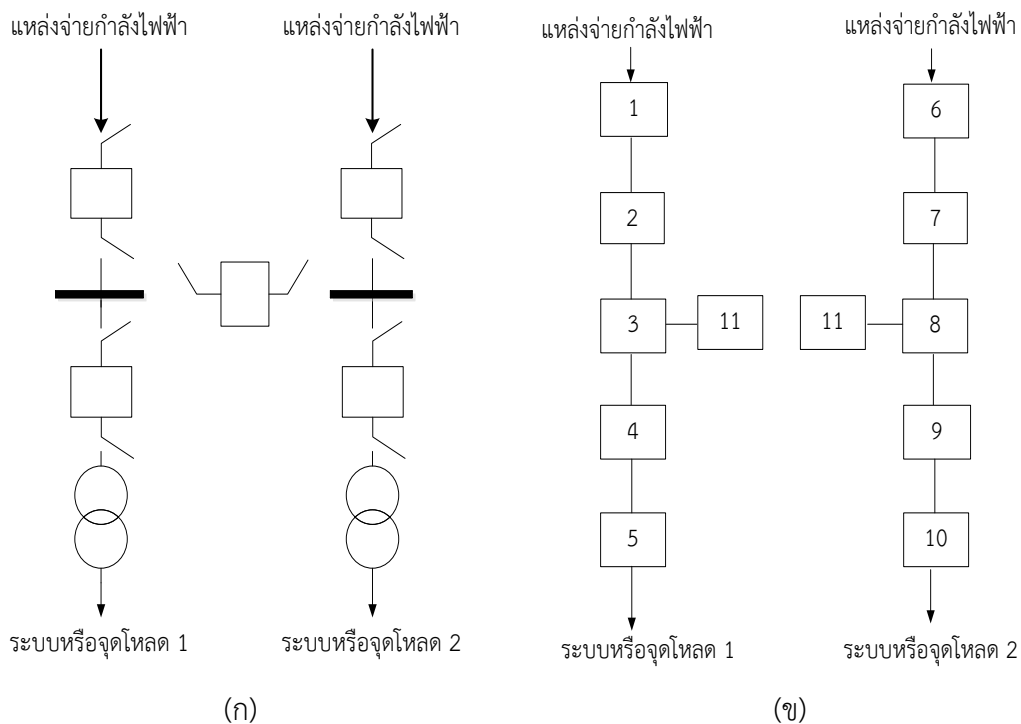 แหล่งจ่ายกำลังไฟฟ้า แหล่งจ่ายกำลังไฟฟ้า
ระบบหรือจุดโหลด 1 ระบบหรือจุดโหลด 2
(ก)
แหล่งจ่ายกำลังไฟฟ้า แหล่งจ่ายกำลังไฟฟ้า
1 6
2 7
3 11 11 8
4 9
5 10
ระบบหรือจุดโหลด 1 ระบบหรือจุดโหลด 2
(ข)